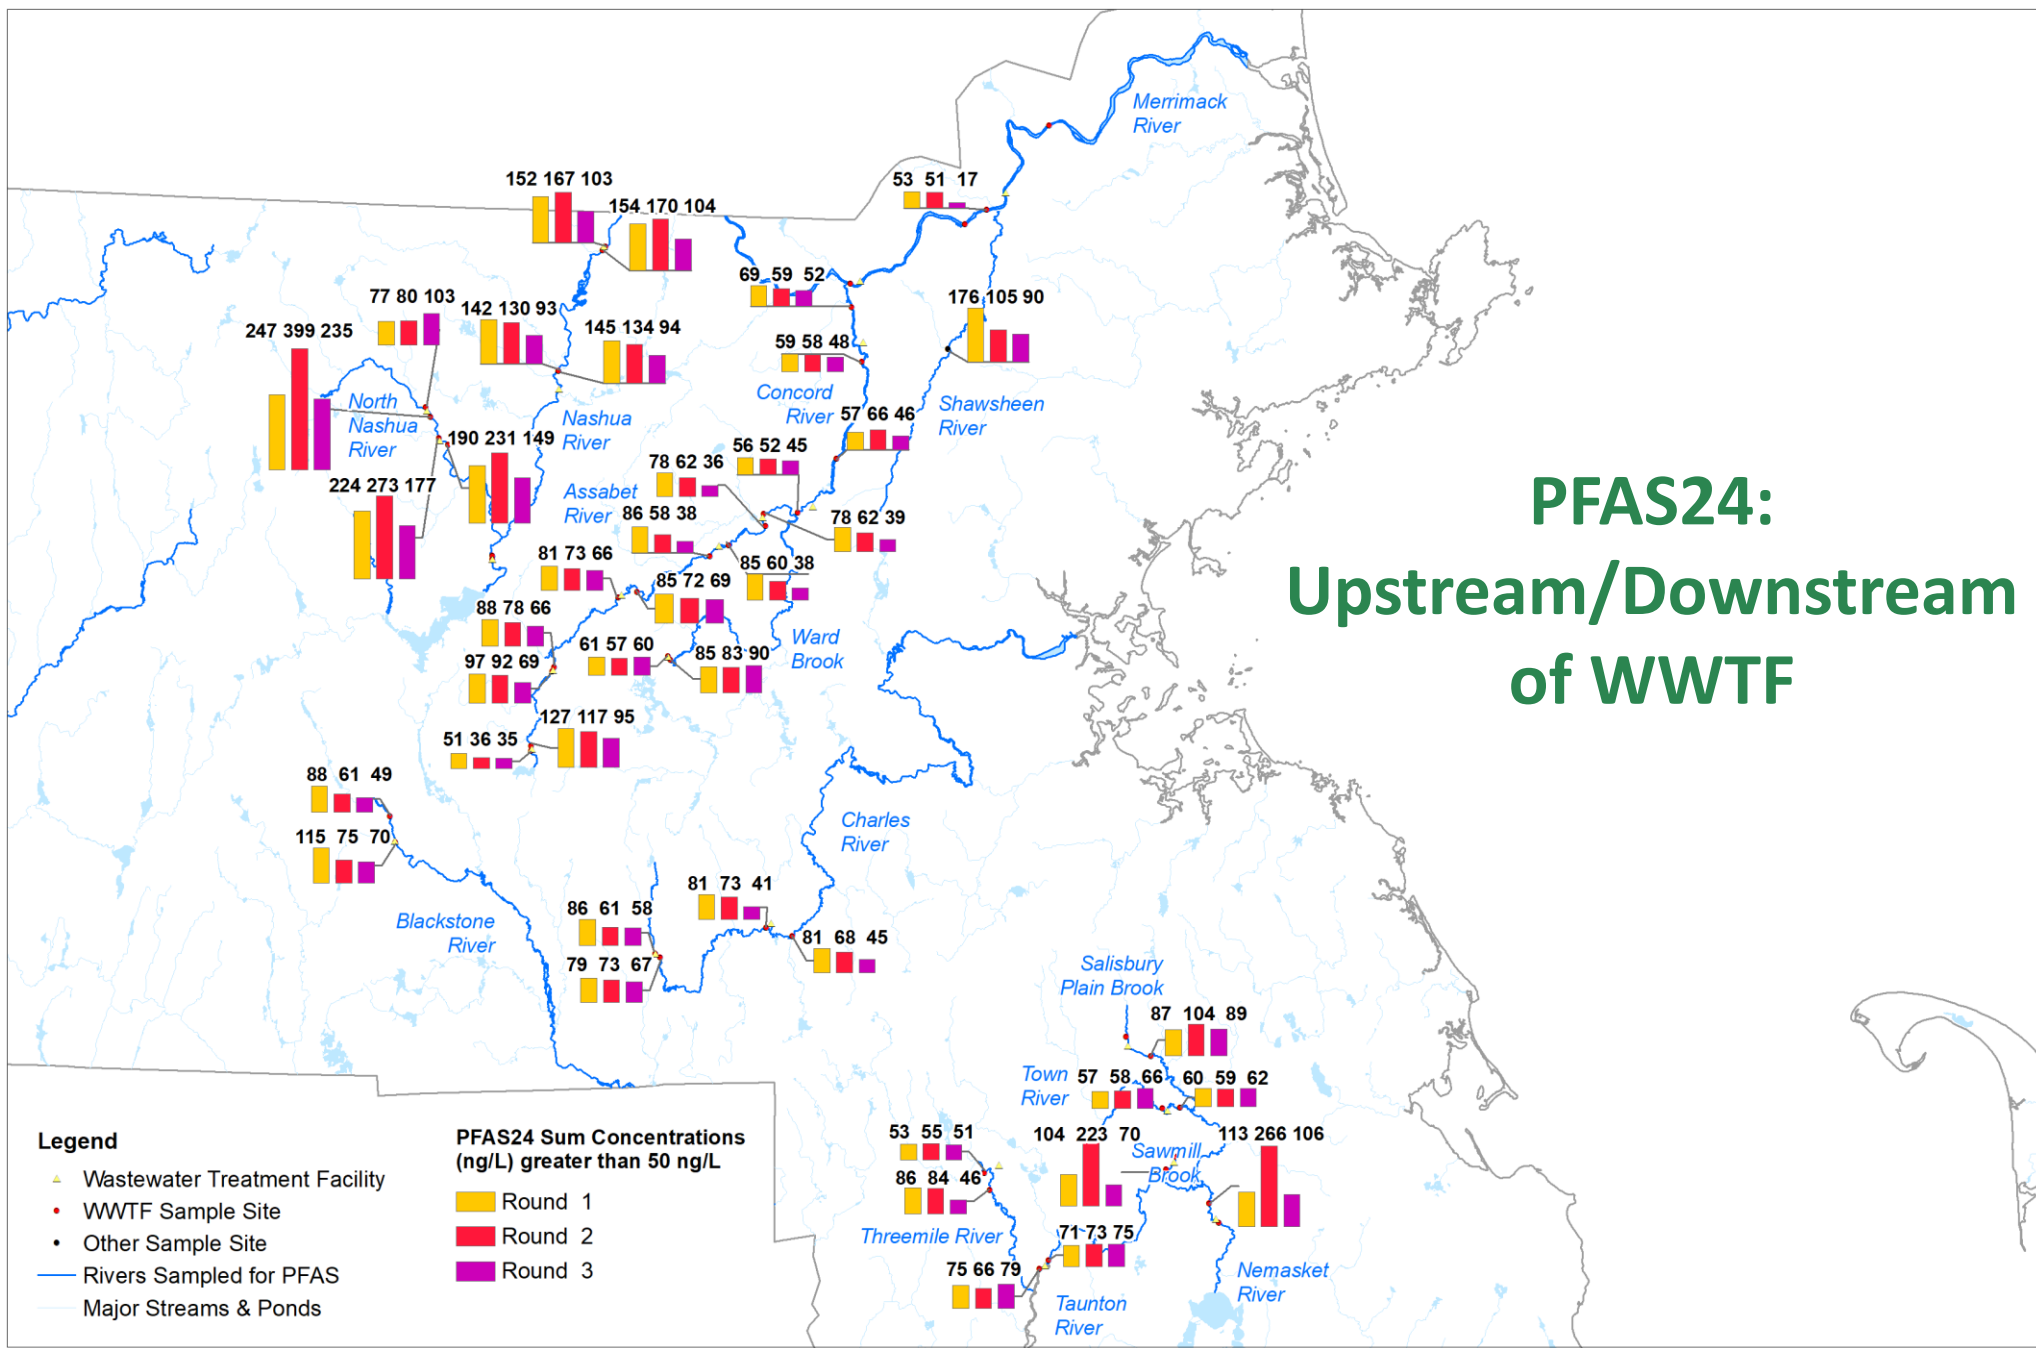 Merrimack
River
53 51 17
152 167 103
154 170 104
69 59 52
176 105 90
77 80 103
142 130 93
247 399 235
145 134 94
59 58 48
North
Nashua
River
Nashua
River
Concord
River
Shawsheen
River
57 66 46
190 231 149
56 52 45
78 62 36
224 273 177
Assabet
River
86 58 38
78 62 39
PFAS24:
Upstream/Downstream
of WWTF
81 73 66
85 60 38
85 72 69
88 78 66
Ward
Brook
61 57 60
85 83 90
97 92 69
127 117 95
51 36 35
88 61 49
115 75 70
Charles
River
81 73 41
Blackstone
River
86 61 58
81 68 45
79 73 67
Salisbury
Plain Brook
87 104 89
Town
River
57 58 66
60 59 62
53 55 51
104 223 70
Sawmill
Brook
113 266 106
86 84 46
Threemile River
71 73 75
75 66 79
Nemasket
River
Taunton
River
Legend
Wastewater Treatment Facility
WWTF Sample Site
Other Sample Site
Rivers Sampled for PFAS
Major Streams & Ponds
PFAS24 Sum Concentrations
(ng/L) greater than 50 ng/L
Round 1
Round 2
Round 3